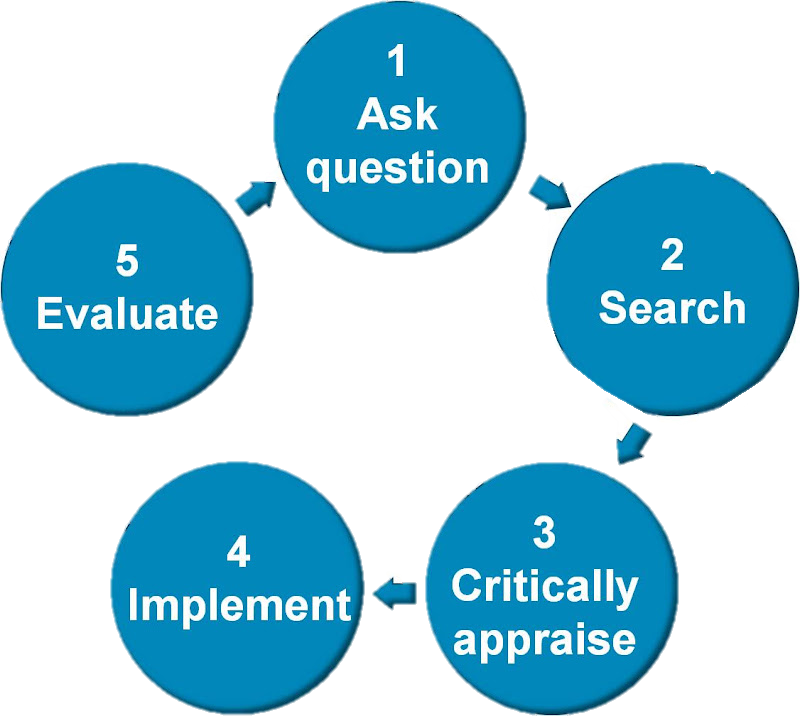 1
Ask
question
2
Search
3
Critically
appraise
4
Implement
5
Evaluate